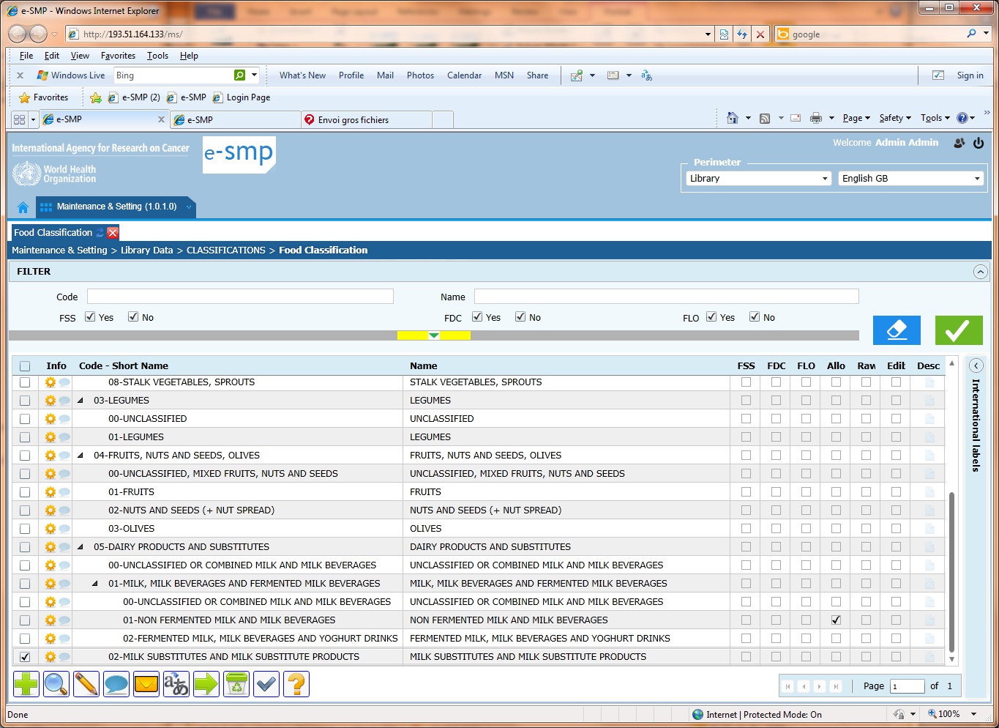 e-SMP - Windows Internet Explorer
http://193.51.164.133/ms/
google
File Edit View Favorites Tools Help
Windows Live Bing What's New Profile Mail Photos Calendar MSN Share Sign in
Favorites e-SMP (2) e-SMP Login Page
e-SMP e-SMP Envoi gros fichiers Page Safety Tools
International Agency for Research on Cancer
World Health
Organization
e-smp
Welcome Admin Admin
Perimeter
Library English GB
Maintenance & Setting (1.0.1.0)
Food Classification
Maintenance & Setting > Library Data > CLASSIFICATIONS > Food Classification
FILTER
Code Name
FSS Yes No FDC Yes No FLO Yes No
Info Code - Short Name Name FSS FDC FLO Allo Raw Edit Desc
08-STALK VEGETABLES, SPROUTS STALK VEGETABLES, SPROUTS
03-LEGUMES LEGUMES
00-UNCLASSIFIED UNCLASSIFIED
01-LEGUMES LEGUMES
04-FRUITS, NUTS AND SEEDS, OLIVES FRUITS, NUTS AND SEEDS, OLIVES
00-UNCLASSIFIED, MIXED FRUITS, NUTS AND SEEDS UNCLASSIFIED, MIXED FRUITS, NUTS AND SEEDS
01-FRUITS FRUITS
02-NUTS AND SEEDS (+ NUT SPREAD) NUTS AND SEEDS (+ NUT SPREAD)
03-OLIVES OLIVES
05-DAIRY PRODUCTS AND SUBSTITUTES DAIRY PRODUCTS AND SUBSTITUTES
00-UNCLASSIFIED OR COMBINED MILK AND MILK BEVERAGES UNCLASSIFIED OR COMBINED MILK AND MILK BEVERAGES
01-MILK, MILK BEVERAGES AND FERMENTED MILK BEVERAGES MILK, MILK BEVERAGES AND FERMENTED MILK BEVERAGES
00-UNCLASSIFIED OR COMBINED MILK AND MILK BEVERAGES UNCLASSIFIED OR COMBINED MILK AND MILK BEVERAGES
01-NON FERMENTED MILK AND MILK BEVERAGES NON FERMENTED MILK AND MILK BEVERAGES
02-FERMENTED MILK, MILK BEVERAGES AND YOGHURT DRINKS FERMENTED MILK, MILK BEVERAGES AND YOGHURT DRINKS
02-MILK SUBSTITUTES AND MILK SUBSTITUTE PRODUCTS MILK SUBSTITUTES AND MILK SUBSTITUTE PRODUCTS
International labels
Page 1 of 1
Done Internet | Protected Mode: On 100%